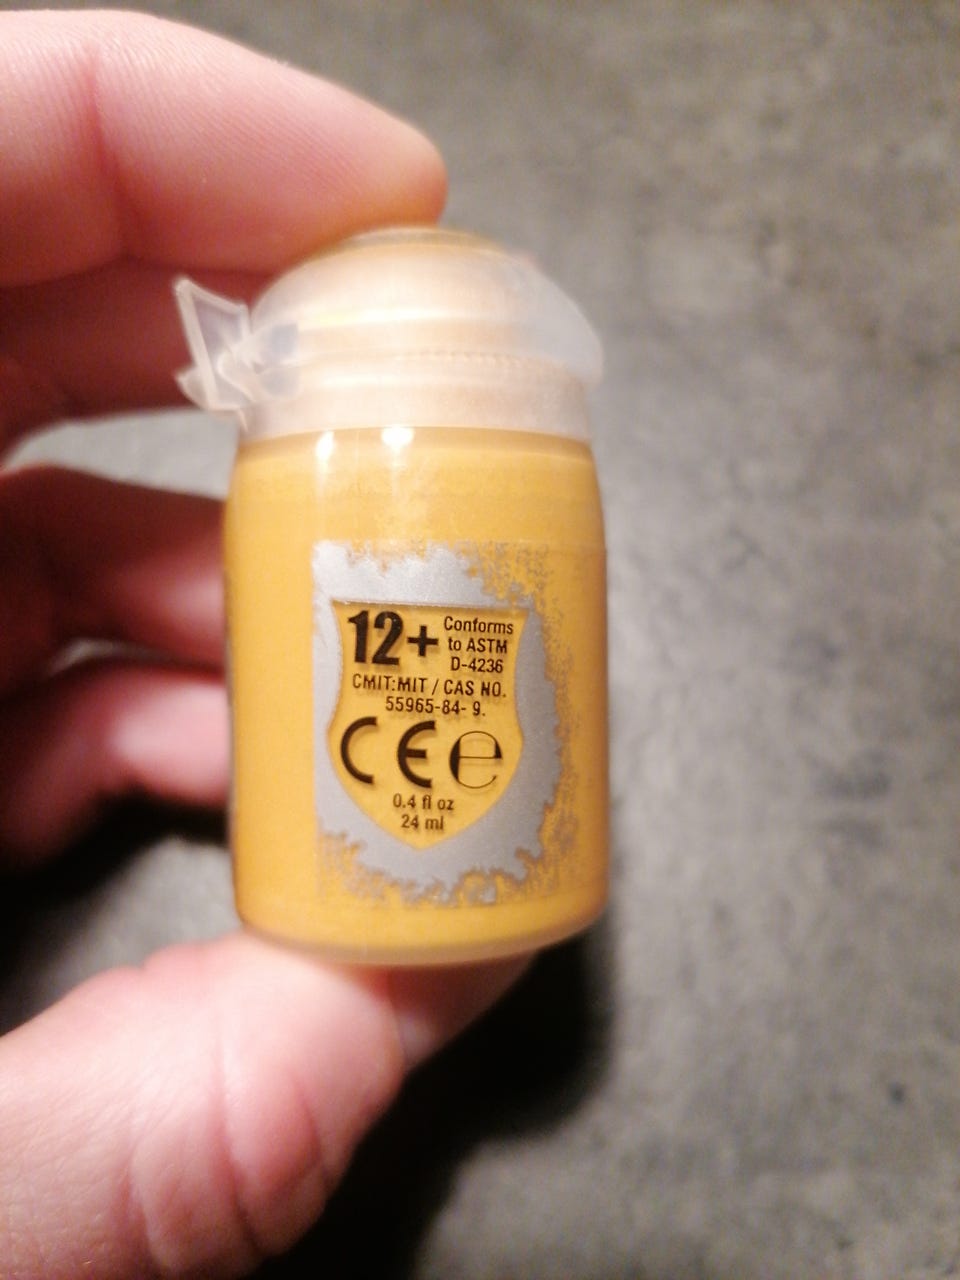 12+ Conforms
to ASTM
D-4236
CMIT:MIT / CAS NO.
55965-84- 9.
CE e
0.4 fl oz
24 ml